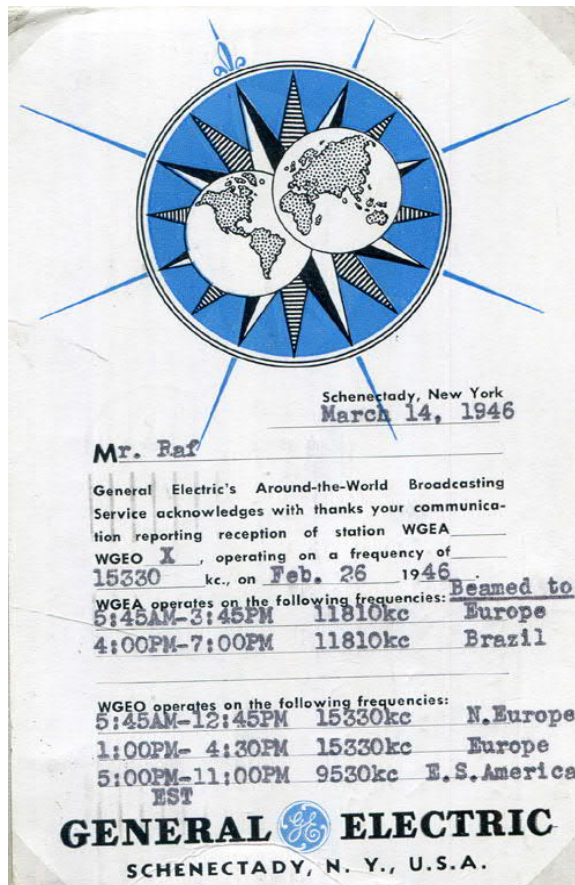 Schenectady, New York
March 14, 1946
Mr. Raf
General Electric's Around-the-World Broadcasting
Service acknowledges with thanks your communica-
tion reporting reception of station WGEA
WGEO X , operating on a frequency of
15330 kc., on Feb. 26 1946.
WGEA operates on the following frequencies: Beamed to
5:45AM-3:45PM 11810kc Europe
4:00PM-7:00PM 11810kc Brazil
WGEO operates on the following frequencies:
5:45AM-12:45PM 15330kc N.Europe
1:00PM- 4:30PM 15330kc Europe
5:00PM-11:00PM 9530kc E.S.America
EST
GENERAL GE ELECTRIC
SCHENECTADY, N. Y., U.S.A.